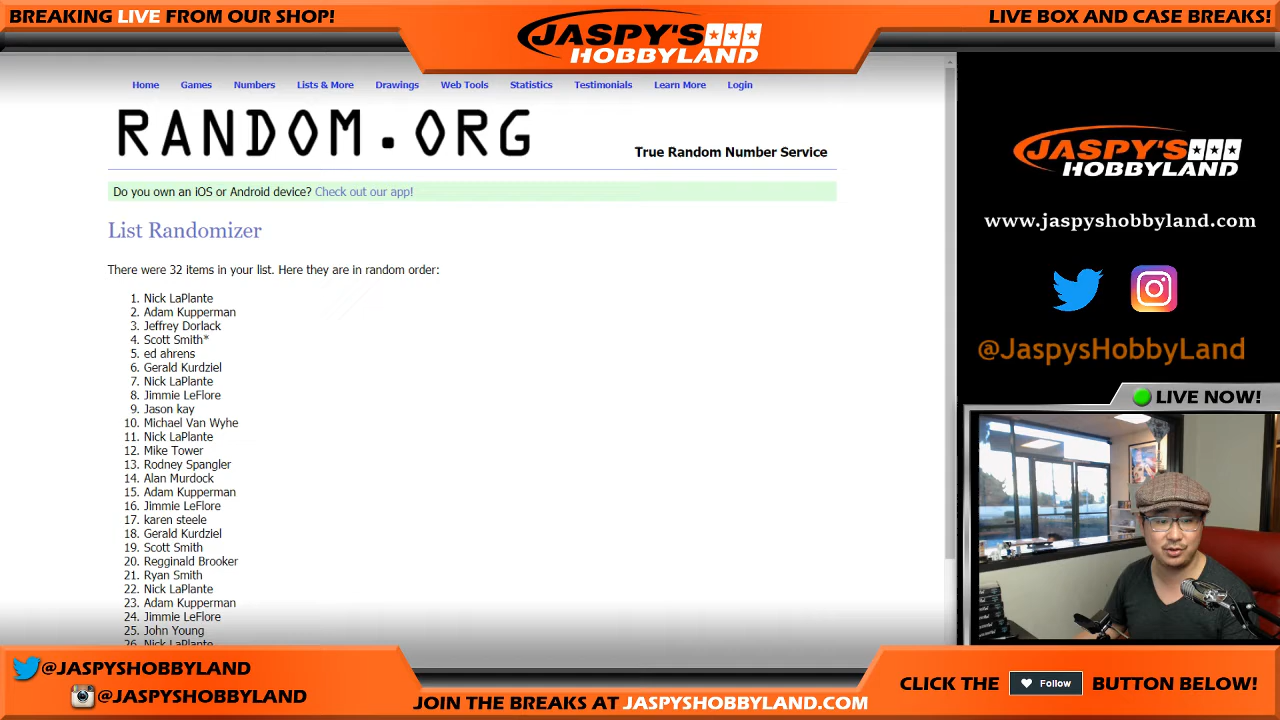 BREAKING LIVE FROM OUR SHOP!
JASPY'S
HOBBYLAND
LIVE BOX AND CASE BREAKS!
Home Games Numbers Lists & More Drawings Web Tools Statistics Testimonials Learn More Login
RANDOM.ORG
True Random Number Service
Do you own an iOS or Android device? Check out our app!
List Randomizer
There were 32 items in your list. Here they are in random order:
1. Nick LaPlante
2. Adam Kupperman
3. Jeffrey Dorlack
4. Scott Smith*
5. ed ahrens
6. Gerald Kurdziel
7. Nick LaPlante
8. Jimmie LeFlore
9. Jason kay
10. Michael Van Wyhe
11. Nick LaPlante
12. Mike Tower
13. Rodney Spangler
14. Alan Murdock
15. Adam Kupperman
16. Jimmie LeFlore
17. karen steele
18. Gerald Kurdziel
19. Scott Smith
20. Regginald Brooker
21. Ryan Smith
22. Nick LaPlante
23. Adam Kupperman
24. Jimmie LeFlore
25. John Young
26. Nick LaPlante
JASPY'S
HOBBYLAND
www.jaspyshobbyland.com
@JaspysHobbyLand
LIVE NOW!
@JASPYSHOBBYLAND
@JASPYSHOBBYLAND
JOIN THE BREAKS AT JASPYSHOBBYLAND.COM
CLICK THE Follow BUTTON BELOW!